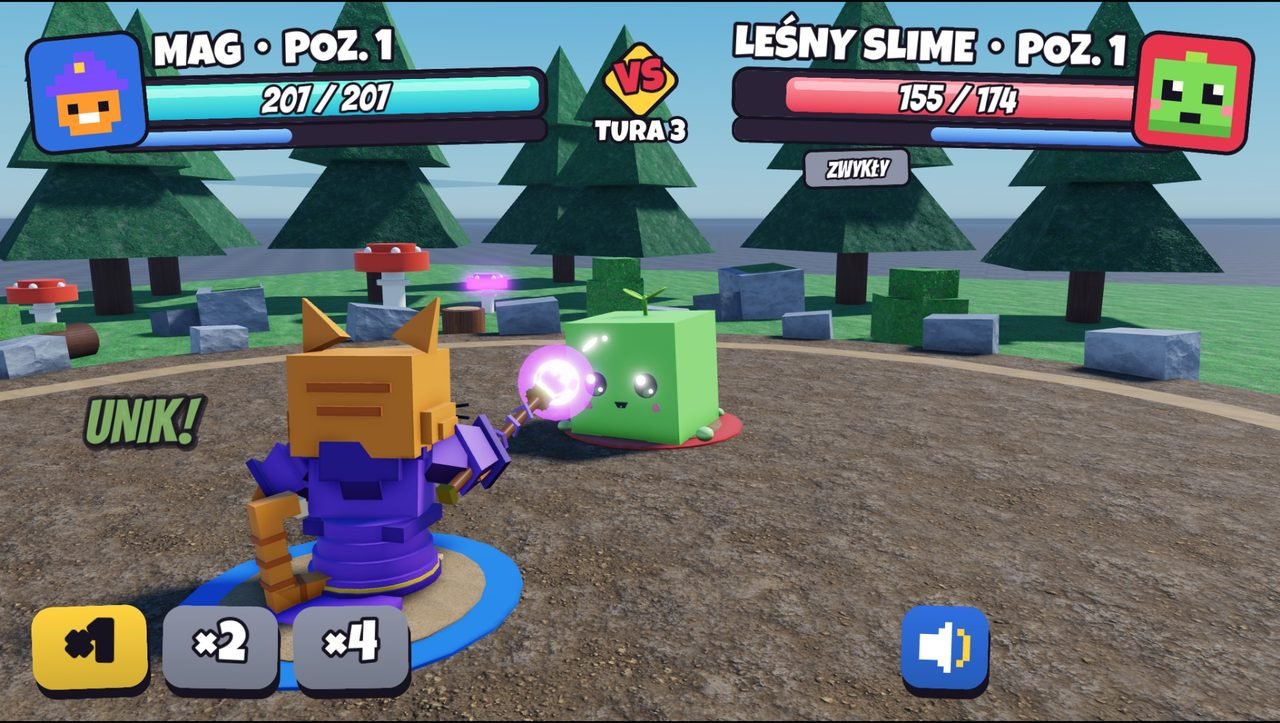 MAG • POZ. 1
207 / 207
VS
TURA 3
LEŚNY SLIME • POZ. 1
155 / 174
ZWYKŁY
UNIK!
×1
×2
×4